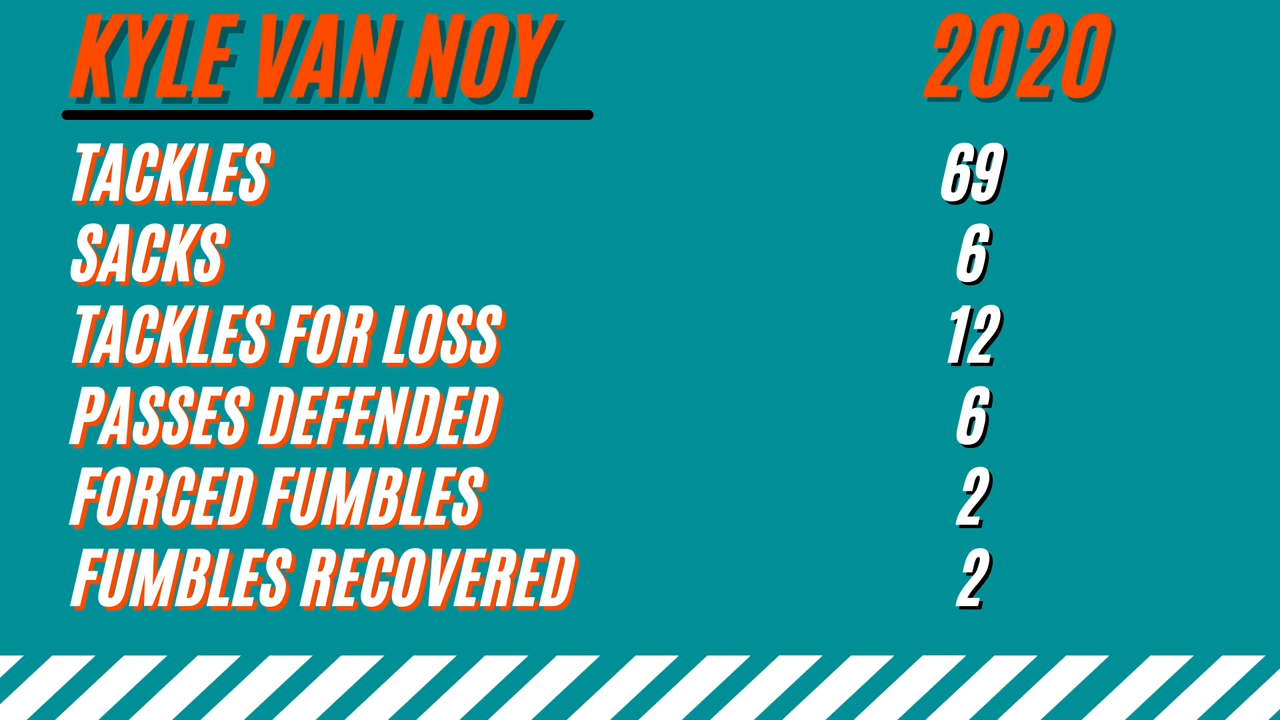 KYLE VAN NOY 2020
TACKLES 69
SACKS 6
TACKLES FOR LOSS 12
PASSES DEFENDED 6
FORCED FUMBLES 2
FUMBLES RECOVERED 2